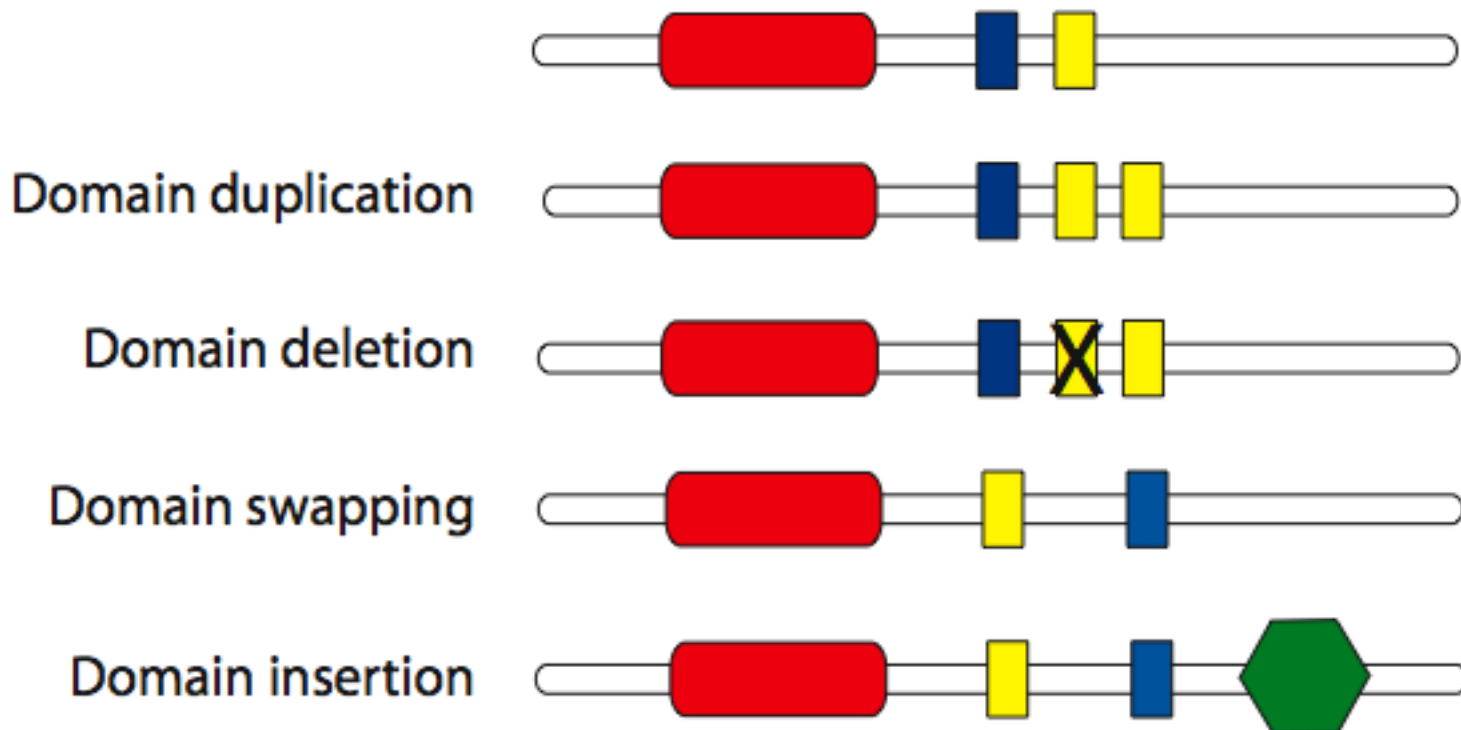 Domain duplication
Domain deletion
Domain swapping
Domain insertion